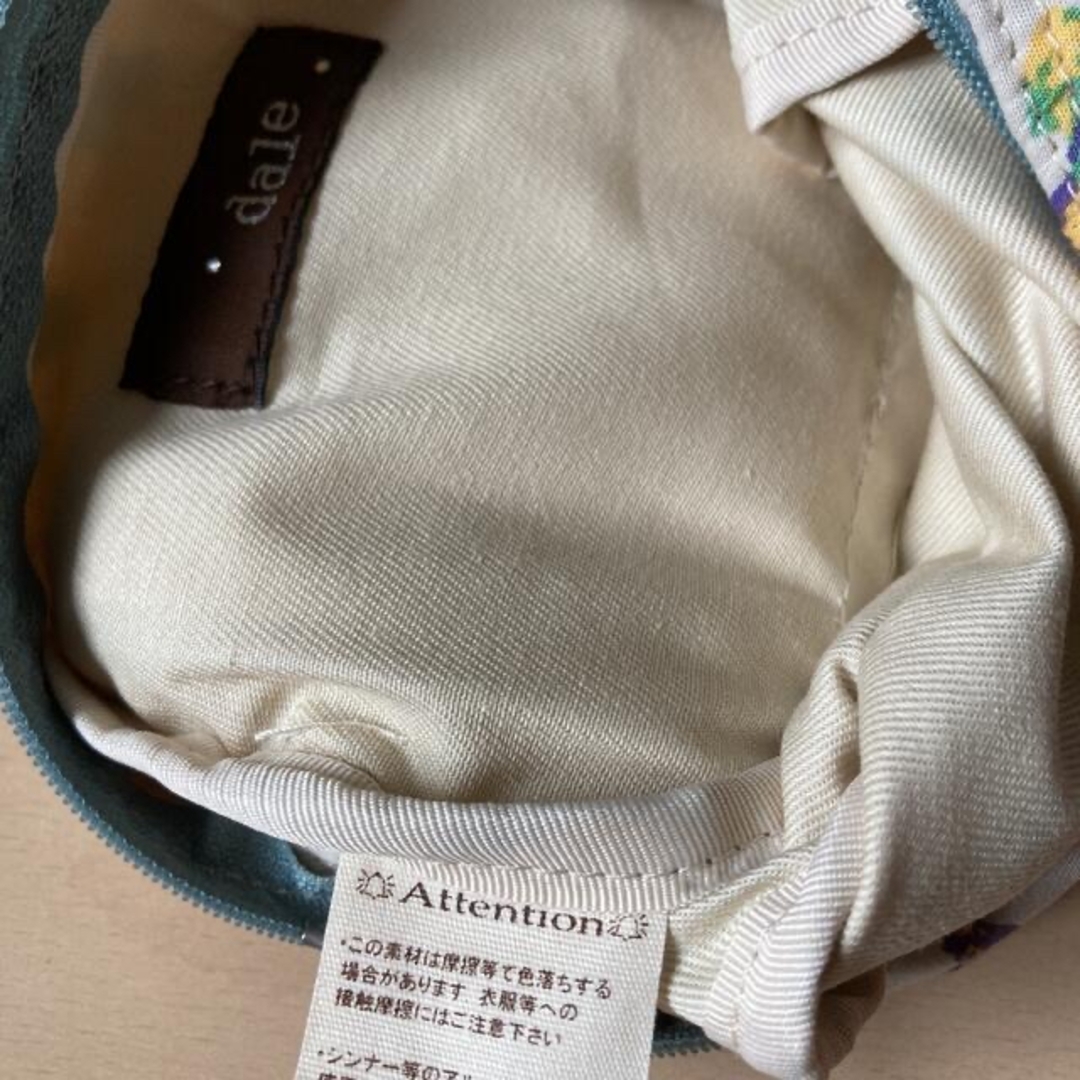 dale
Attention
・この素材は摩擦等で色落ちする
場合があります 衣服等への
接触摩擦にはご注意下さい
・シンナー等のアル